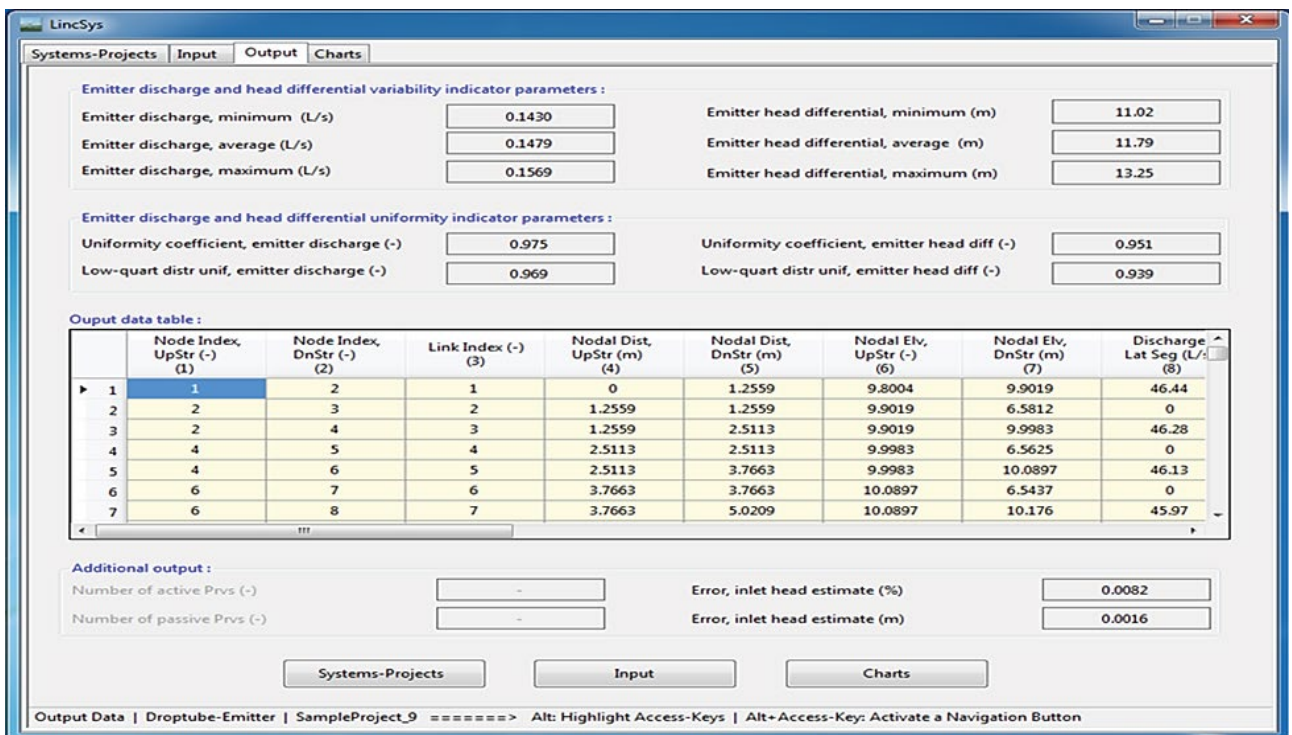 LincSys
Systems-Projects Input Output Charts
Emitter discharge and head differential variability indicator parameters :
Emitter discharge, minimum (L/s) 0.1430 Emitter head differential, minimum (m) 11.02
Emitter discharge, average (L/s) 0.1479 Emitter head differential, average (m) 11.79
Emitter discharge, maximum (L/s) 0.1569 Emitter head differential, maximum (m) 13.25
Emitter discharge and head differential uniformity indicator parameters :
Uniformity coefficient, emitter discharge (-) 0.975 Uniformity coefficient, emitter head diff (-) 0.951
Low-quart distr unif, emitter discharge (-) 0.969 Low-quart distr unif, emitter head diff (-) 0.939
Ouput data table :
Node Index, UpStr (-) (1) Node Index, DnStr (-) (2) Link Index (-) (3) Nodal Dist, UpStr (m) (4) Nodal Dist, DnStr (m) (5) Nodal Elv, UpStr (-) (6) Nodal Elv, DnStr (m) (7) Discharge Lat Seg (L/s (8)
1 1 2 1 0 1.2559 9.8004 9.9019 46.44
2 2 3 2 1.2559 1.2559 9.9019 6.5812 0
3 2 4 3 1.2559 2.5113 9.9019 9.9983 46.28
4 4 5 4 2.5113 2.5113 9.9983 6.5625 0
5 4 6 5 2.5113 3.7663 9.9983 10.0897 46.13
6 6 7 6 3.7663 3.7663 10.0897 6.5437 0
7 6 8 7 3.7663 5.0209 10.0897 10.176 45.97
Additional output :
Number of active Prvs (-) - Error, inlet head estimate (%) 0.0082
Number of passive Prvs (-) - Error, inlet head estimate (m) 0.0016
Systems-Projects Input Charts
Output Data | Droptube-Emitter | SampleProject_9 =======> Alt: Highlight Access-Keys | Alt+Access-Key: Activate a Navigation Button